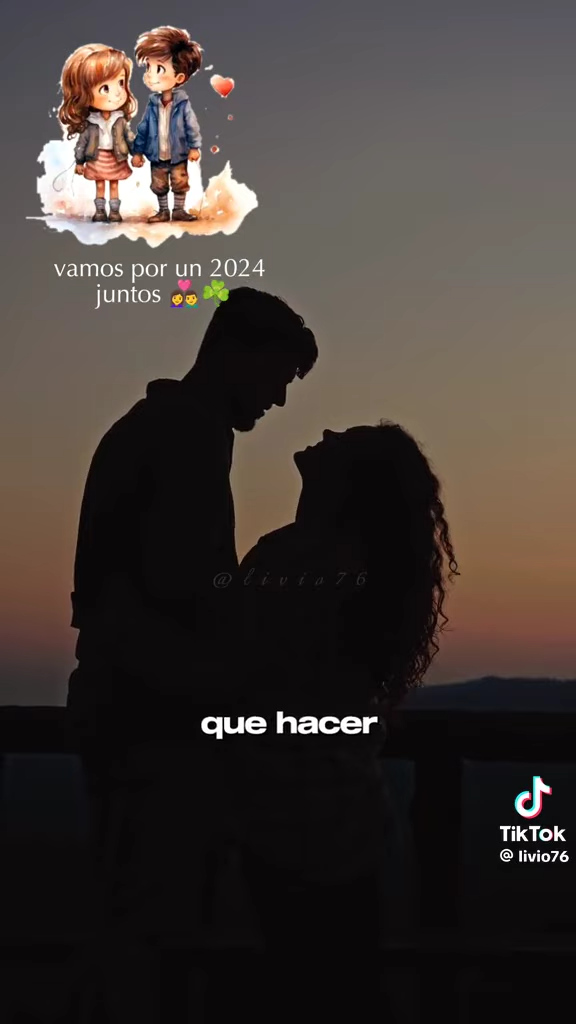 vamos por un 2024
juntos 👩‍❤️‍👨☘️
@livio76
que hacer
TikTok
@ livio76